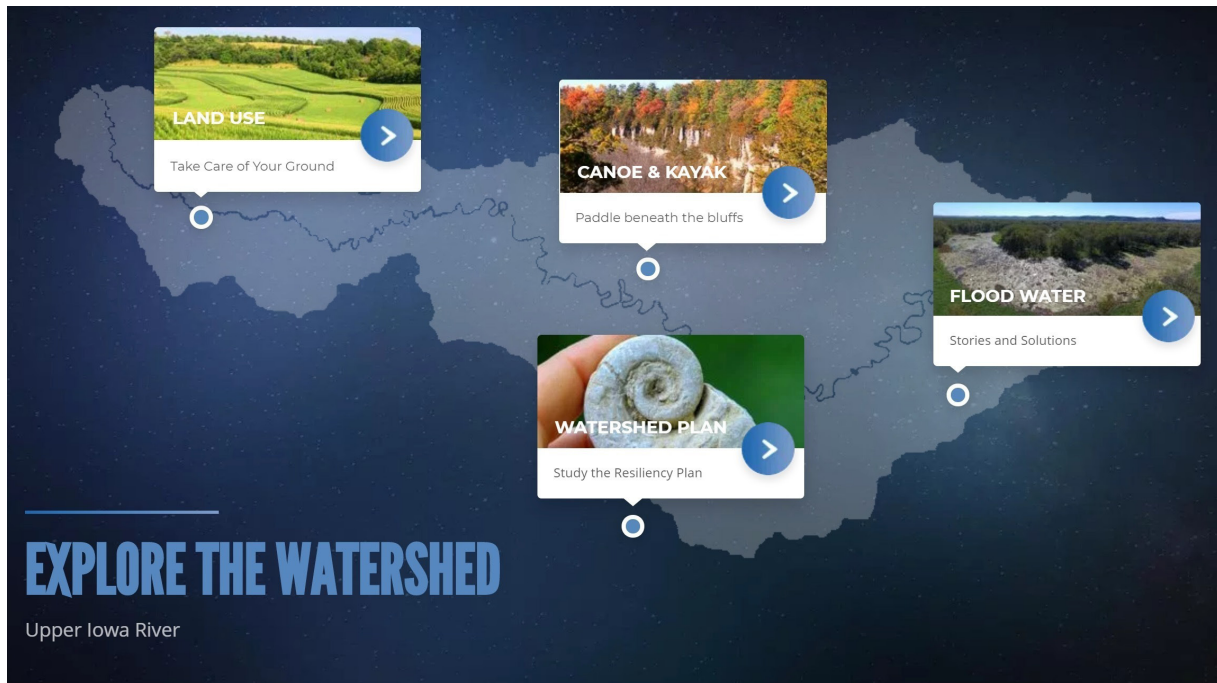 LAND USE
Take Care of Your Ground
CANOE & KAYAK
Paddle beneath the bluffs
FLOOD WATER
Stories and Solutions
WATERSHED PLAN
Study the Resiliency Plan
EXPLORE THE WATERSHED
Upper Iowa River